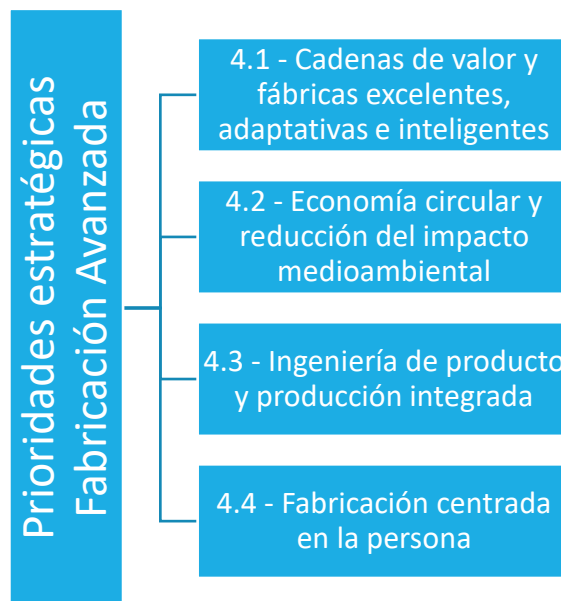 Prioridades estratégicas
Fabricación Avanzada
4.1 - Cadenas de valor y
fábricas excelentes,
adaptativas e inteligentes
4.2 - Economía circular y
reducción del impacto
medioambiental
4.3 - Ingeniería de producto
y producción integrada
4.4 - Fabricación centrada
en la persona